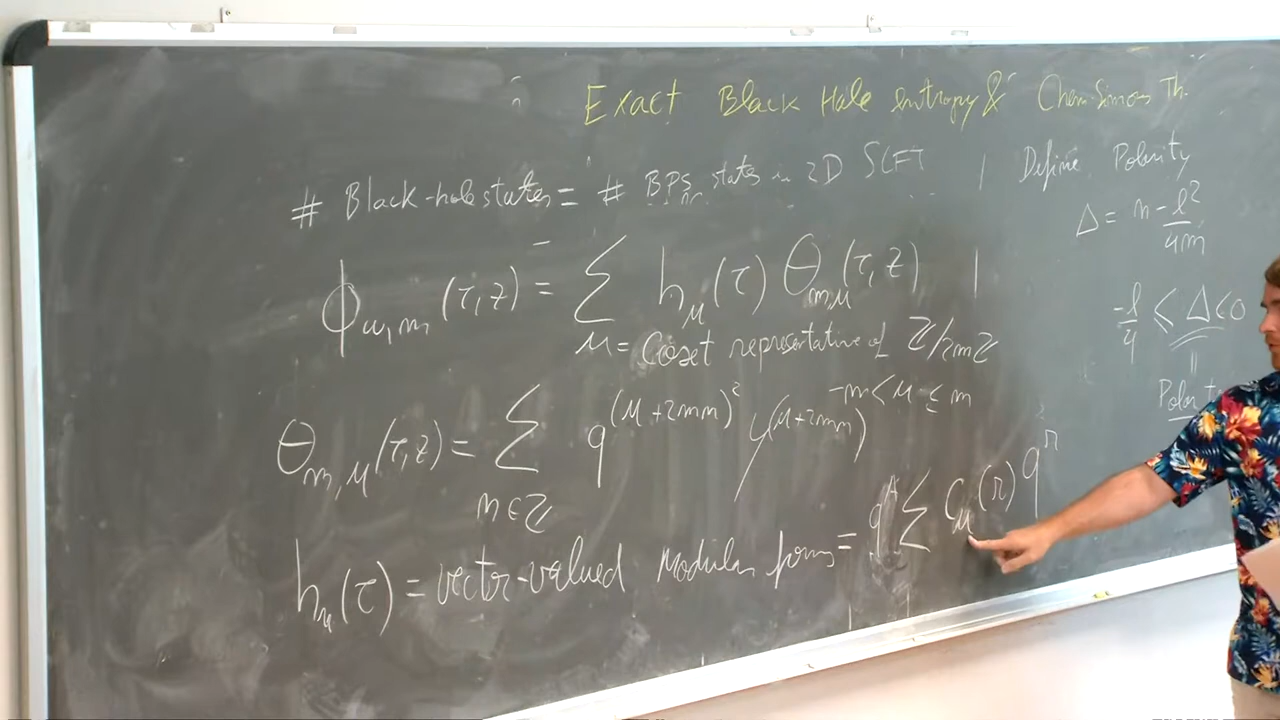 Exact Black Hole entropy & Chern-Simons Th.
# Black-hole states = # BPS states in 2D SCFT
ϕ_{ω,m}(τ,z) = Σ h_μ(τ) θ_{m,μ}(τ,z)
μ = Coset representative of ℤ/2mℤ
-m < μ ≤ m
θ_{m,μ}(τ,z) = Σ_{n∈ℤ} q^{(μ+2mn)²} y^{(μ+2mn)}
h_μ(τ) = vector-valued Modular forms = q^Δ Σ C_μ(n) q^n
Define Polarity
Δ = n - ℓ²/4m
-ℓ/4 ≤ Δ < 0
=